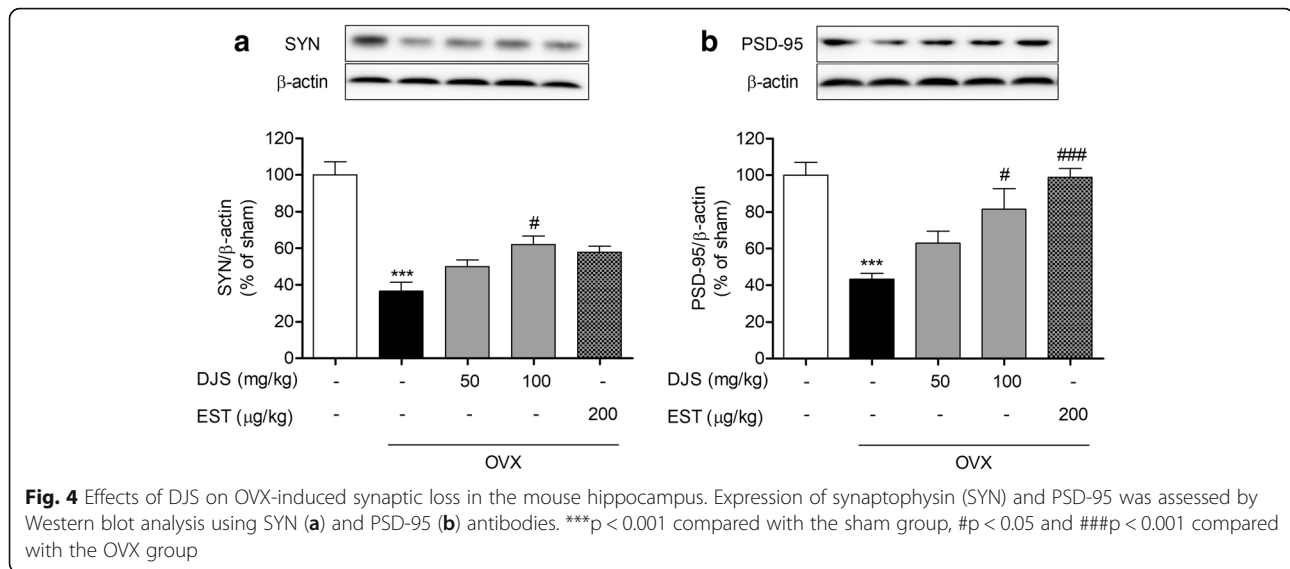 a
SYN
β-actin
120
100
80
60
40
20
0
SYN/β-actin
(% of sham)
***
#
DJS (mg/kg) - - 50 100 -
EST (μg/kg) - - - - 200
OVX
b
PSD-95
β-actin
120
100
80
60
40
20
0
PSD-95/β-actin
(% of sham)
***
#
###
DJS (mg/kg) - - 50 100 -
EST (μg/kg) - - - - 200
OVX
Fig. 4 Effects of DJS on OVX-induced synaptic loss in the mouse hippocampus. Expression of synaptophysin (SYN) and PSD-95 was assessed by
Western blot analysis using SYN (a) and PSD-95 (b) antibodies. ***p < 0.001 compared with the sham group, #p < 0.05 and ###p < 0.001 compared
with the OVX group